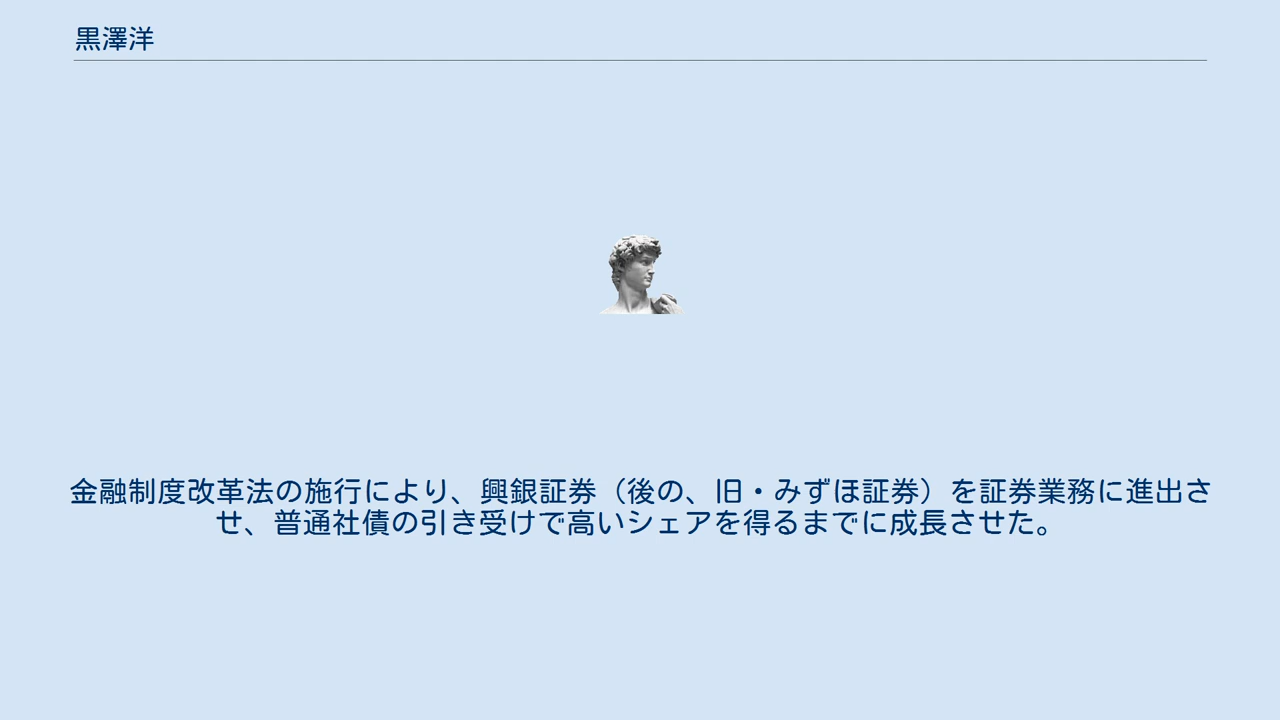 黒澤洋
金融制度改革法の施行により、興銀証券（後の、旧・みずほ証券）を証券業務に進出さ
せ、普通社債の引き受けで高いシェアを得るまでに成長させた。